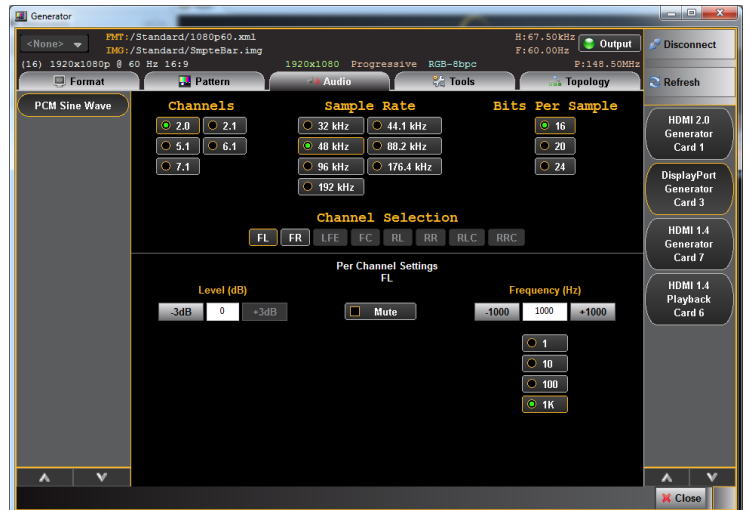 Generator
<None>
FMT:/Standard/1080p60.xml
IMG:/Standard/SmpteBar.img
H:67.50kHz
F:60.00Hz
Output
(16) 1920x1080p @ 60 Hz 16:9
1920x1080 Progressive RGB-8bpc
P:148.50MHz
Disconnect
Format
Pattern
Audio
Tools
Topology
Refresh
PCM Sine Wave
Channels
2.0 2.1
5.1 6.1
7.1
Sample Rate
32 kHz 44.1 kHz
48 kHz 88.2 kHz
96 kHz 176.4 kHz
192 kHz
Bits Per Sample
16
20
24
Channel Selection
FL FR LFE FC RL RR RLC RRC
Per Channel Settings
FL
Level (dB)
-3dB 0 +3dB
Mute
Frequency (Hz)
-1000 1000 +1000
1
10
100
1K
HDMI 2.0
Generator
Card 1
DisplayPort
Generator
Card 3
HDMI 1.4
Generator
Card 7
HDMI 1.4
Playback
Card 6
Close